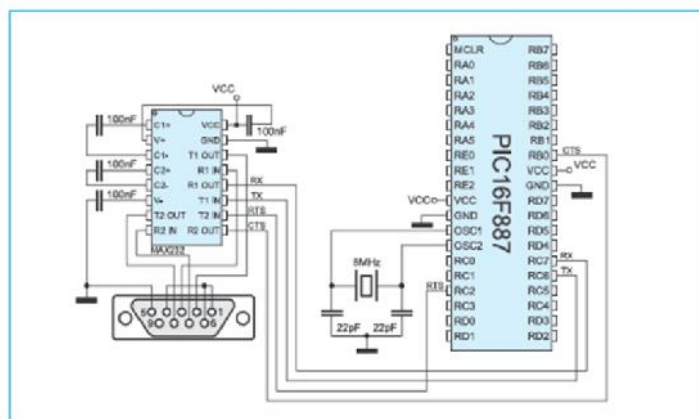 VCC
100nF
C1+
V+
C1-
C2+
C2-
V-
T2 OUT
R2 IN
VCC
GND
T1 OUT
R1 IN
R1 OUT
T1 IN
T2 IN
R2 OUT
100nF
100nF
100nF
MAX232
RX
TX
RTS
CTS
5
1
9
6
MCLR
RA0
RA1
RA2
RA3
RA4
RA5
RE0
RE1
RE2
VCC
GND
OSC1
OSC2
RC0
RC1
RC2
RC3
RD0
RD1
PIC16F887
RB7
RB6
RB5
RB4
RB3
RB2
RB1
RB0
VCC
GND
RD7
RD6
RD5
RD4
RC7
RC6
RC5
RC4
RD3
RD2
CTS
VCC
RX
TX
VCC
8MHz
RTS
22pF
22pF